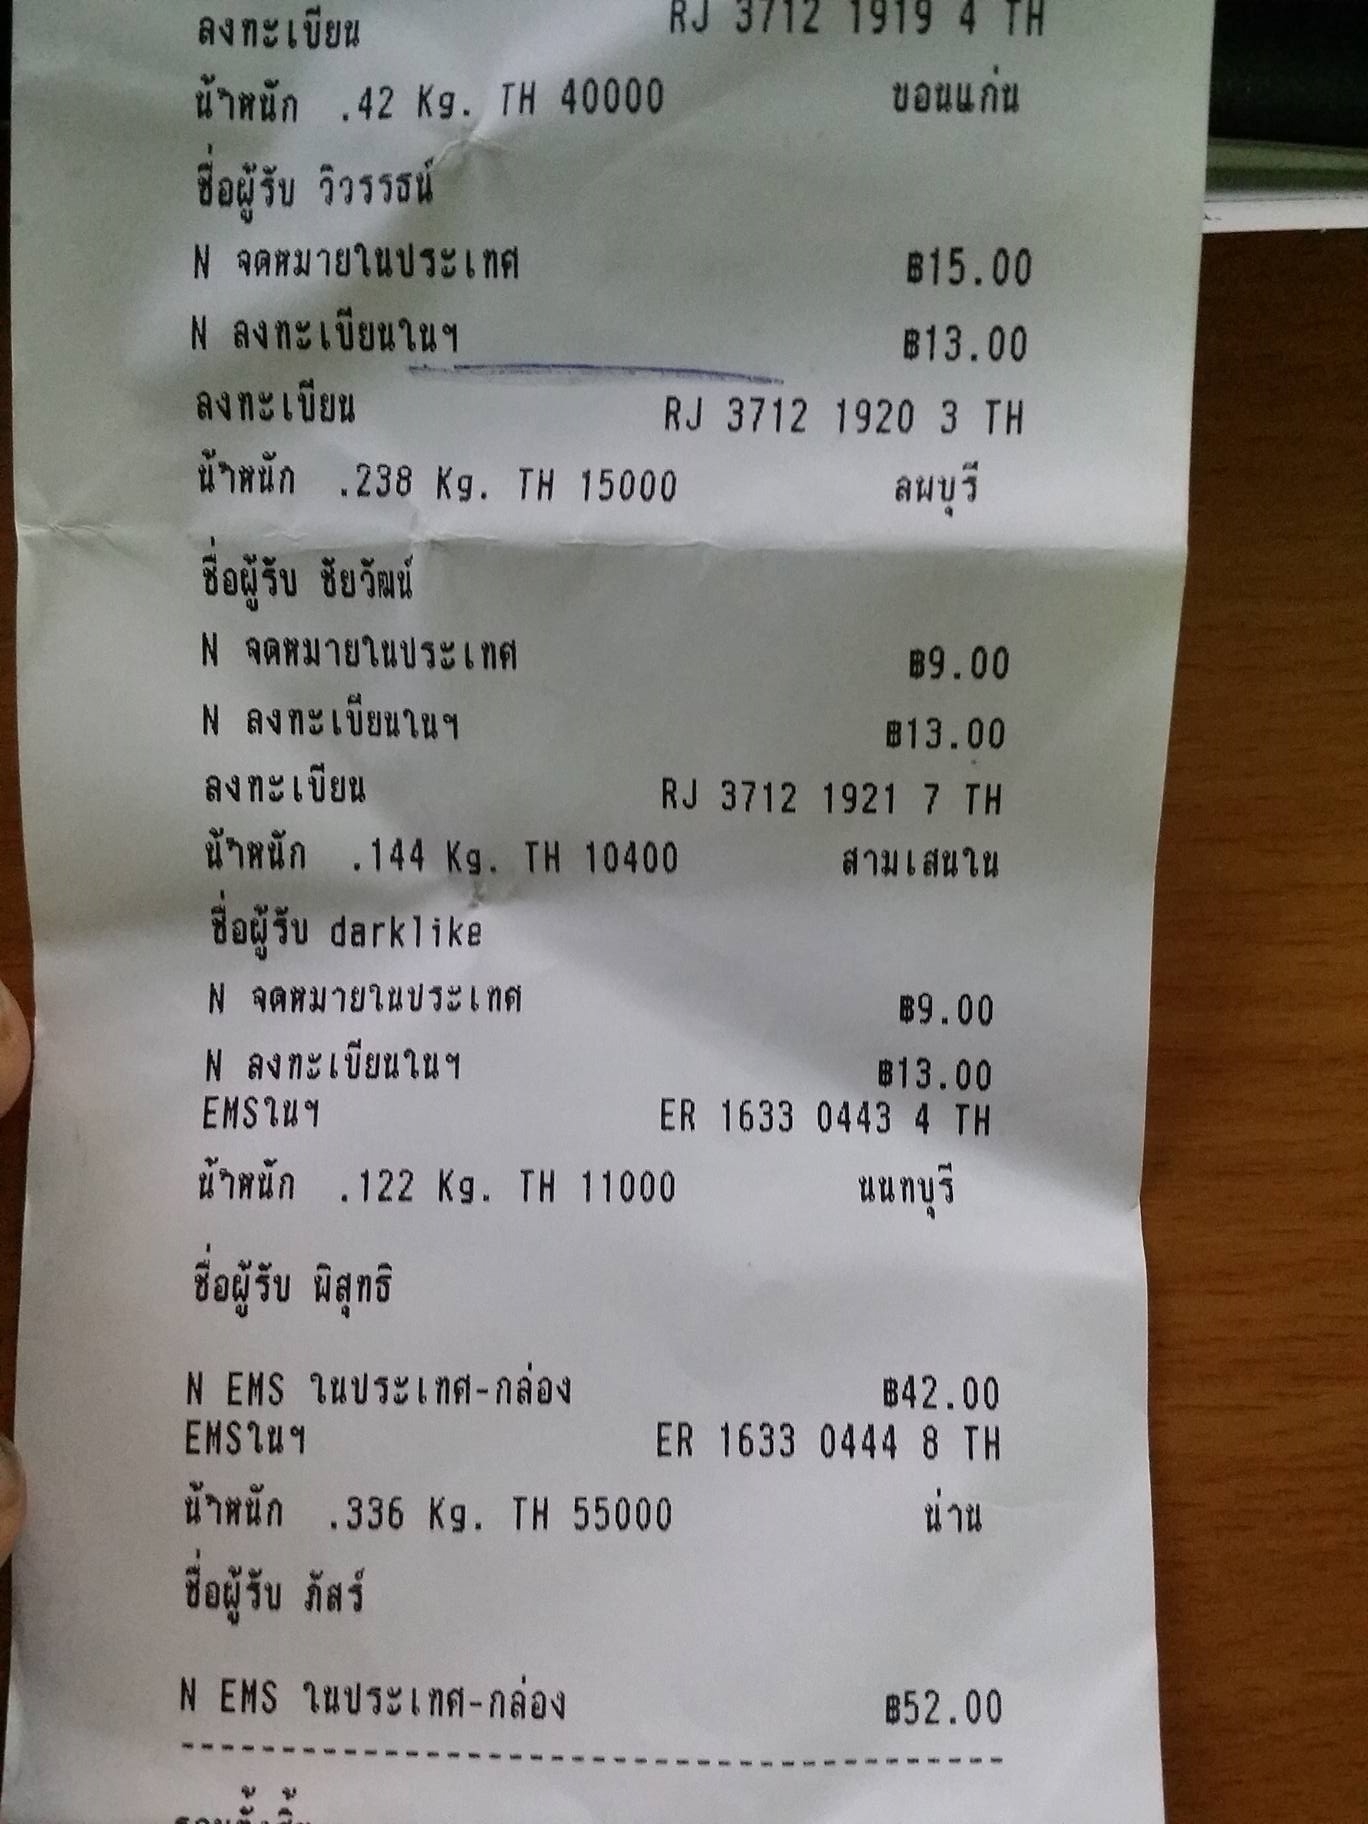 ลงทะเบียน RJ 3712 1919 4 TH
น้ำหนัก .42 Kg. TH 40000 ขอนแก่น
ชื่อผู้รับ วิวรรธน์
N จดหมายในประเทศ ฿15.00
N ลงทะเบียนในฯ ฿13.00
ลงทะเบียน RJ 3712 1920 3 TH
น้ำหนัก .238 Kg. TH 15000 ลพบุรี
ชื่อผู้รับ ชัยวัฒน์
N จดหมายในประเทศ ฿9.00
N ลงทะเบียนในฯ ฿13.00
ลงทะเบียน RJ 3712 1921 7 TH
น้ำหนัก .144 Kg. TH 10400 สามเสนใน
ชื่อผู้รับ darklike
N จดหมายในประเทศ ฿9.00
N ลงทะเบียนในฯ ฿13.00
EMSในฯ ER 1633 0443 4 TH
น้ำหนัก .122 Kg. TH 11000 นนทบุรี
ชื่อผู้รับ พิสุทธิ
N EMS ในประเทศ-กล่อง ฿42.00
EMSในฯ ER 1633 0444 8 TH
น้ำหนัก .336 Kg. TH 55000 น่าน
ชื่อผู้รับ ภัสร์
N EMS ในประเทศ-กล่อง ฿52.00
รวมทั้งสิ้น